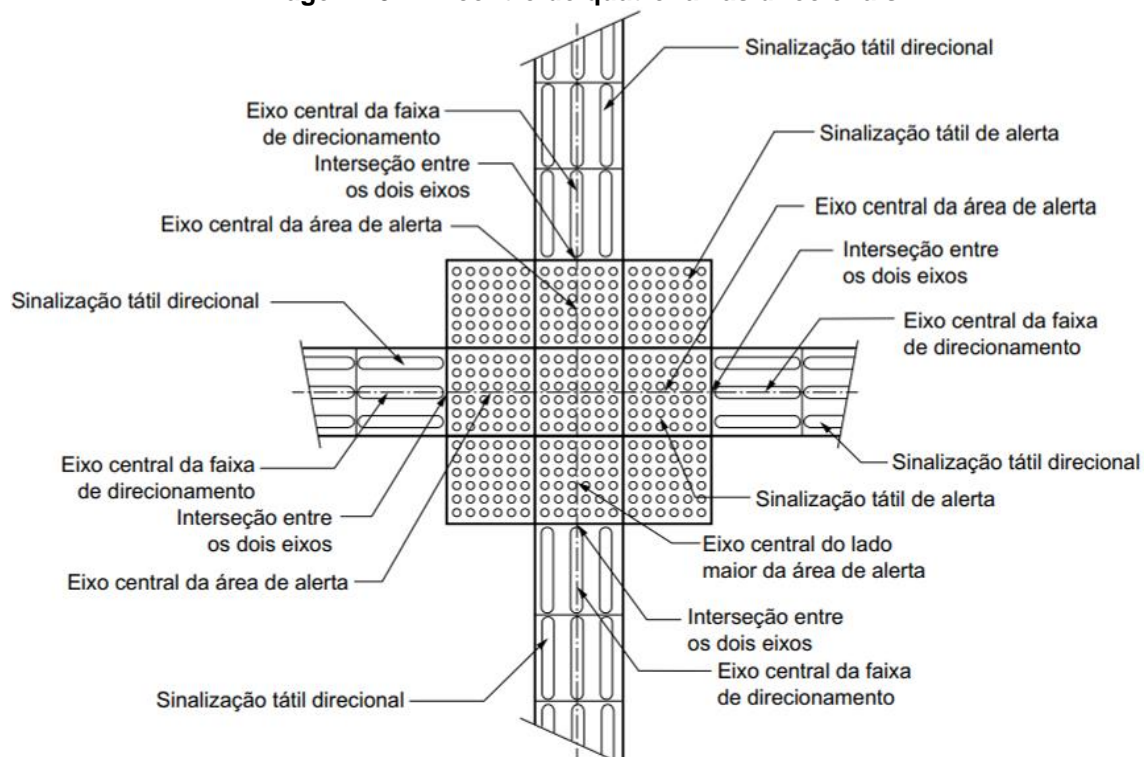 Sinalização tátil direcional
Eixo central da faixa
de direcionamento
Sinalização tátil de alerta
Interseção entre
os dois eixos
Eixo central da área de alerta
Eixo central da área de alerta
Interseção entre
os dois eixos
Sinalização tátil direcional
Eixo central da faixa
de direcionamento
Eixo central da faixa
de direcionamento
Sinalização tátil direcional
Sinalização tátil de alerta
Interseção entre
os dois eixos
Eixo central do lado
maior da área de alerta
Eixo central da área de alerta
Interseção entre
os dois eixos
Eixo central da faixa
de direcionamento
Sinalização tátil direcional